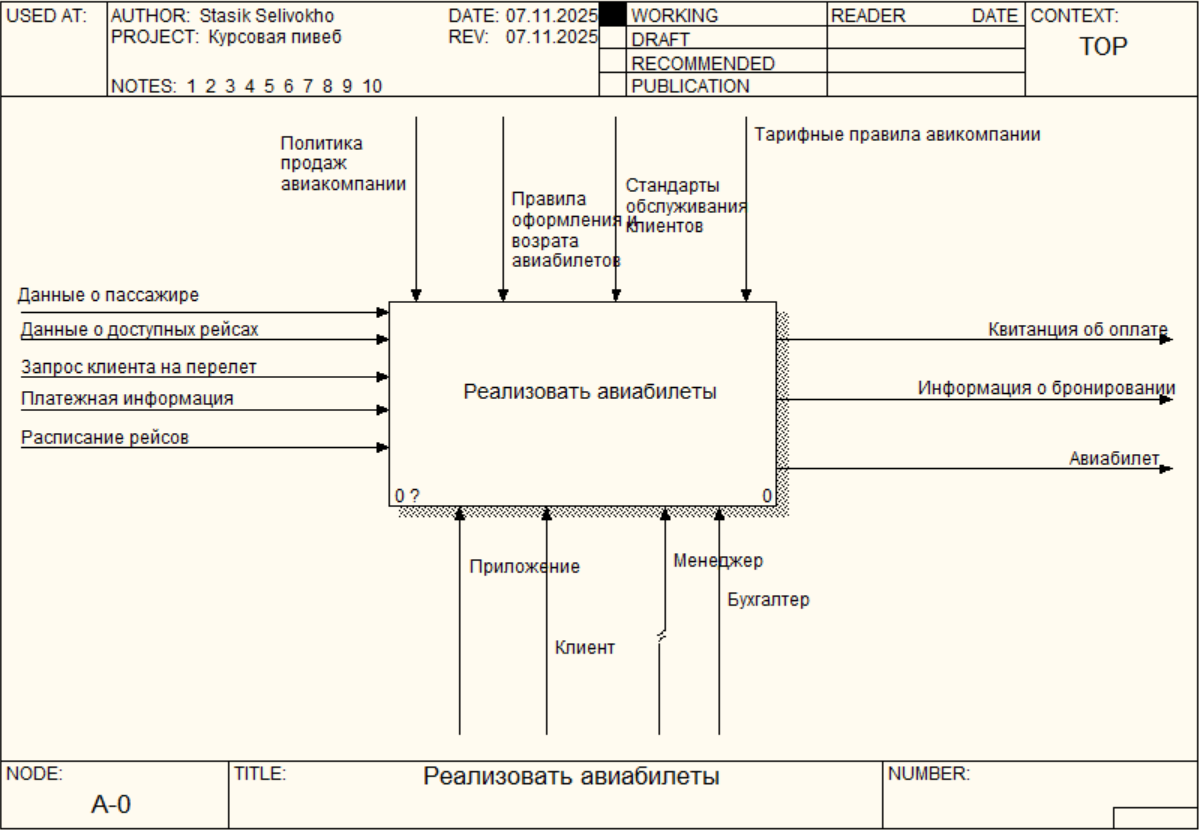 USED AT:
AUTHOR: Stasik Selivokho
DATE: 07.11.2025
PROJECT: Курсовая пивеб
REV: 07.11.2025
NOTES: 1 2 3 4 5 6 7 8 9 10
WORKING
DRAFT
RECOMMENDED
PUBLICATION
READER
DATE
CONTEXT:
TOP
Политика
продаж
авиакомпании
Правила
оформления и
возрата
авиабилетов
Стандарты
обслуживания
клиентов
Тарифные правила авикомпании
Данные о пассажире
Данные о доступных рейсах
Запрос клиента на перелет
Платежная информация
Расписание рейсов
Реализовать авиабилеты
0 ?
0
Квитанция об оплате
Информация о бронировании
Авиабилет
Приложение
Клиент
Менеджер
Бухгалтер
NODE:
A-0
TITLE:
Реализовать авиабилеты
NUMBER: